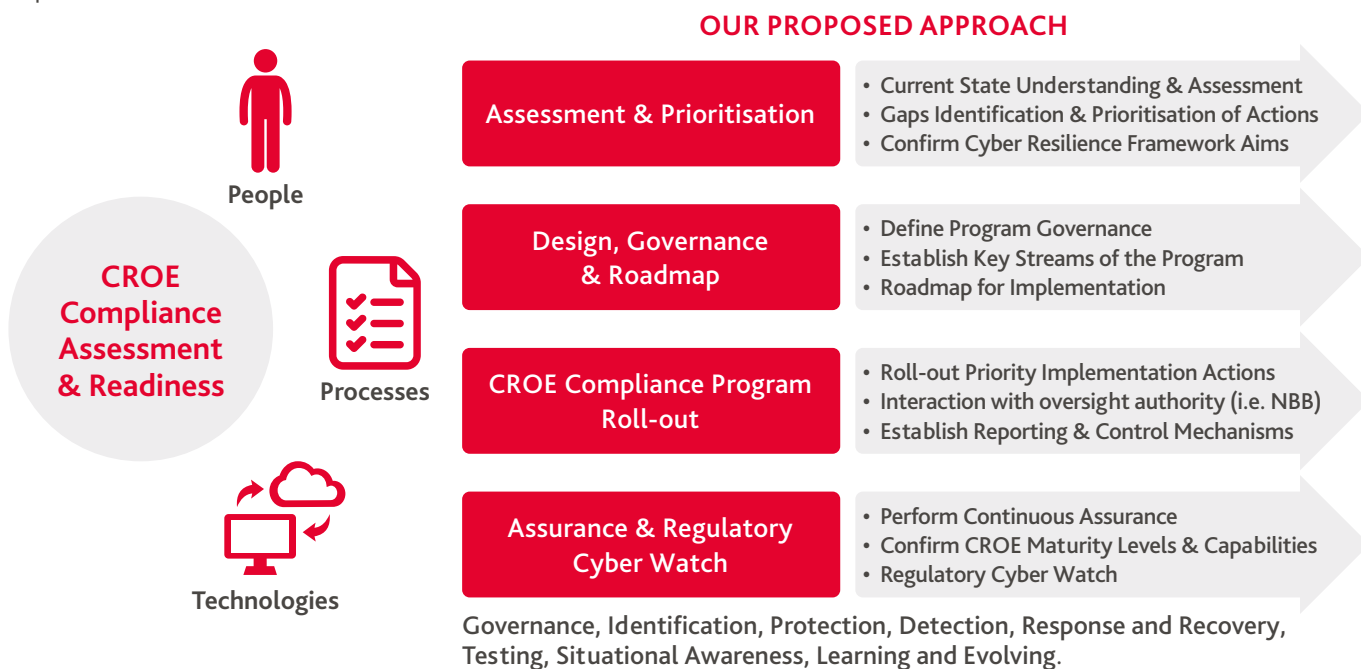 OUR PROPOSED APPROACH
People
CROE
Compliance
Assessment
& Readiness
Processes
Technologies
Assessment & Prioritisation
• Current State Understanding & Assessment
• Gaps Identification & Prioritisation of Actions
• Confirm Cyber Resilience Framework Aims
Design, Governance
& Roadmap
• Define Program Governance
• Establish Key Streams of the Program
• Roadmap for Implementation
CROE Compliance Program
Roll-out
• Roll-out Priority Implementation Actions
• Interaction with oversight authority (i.e. NBB)
• Establish Reporting & Control Mechanisms
Assurance & Regulatory
Cyber Watch
• Perform Continuous Assurance
• Confirm CROE Maturity Levels & Capabilities
• Regulatory Cyber Watch
Governance, Identification, Protection, Detection, Response and Recovery,
Testing, Situational Awareness, Learning and Evolving.